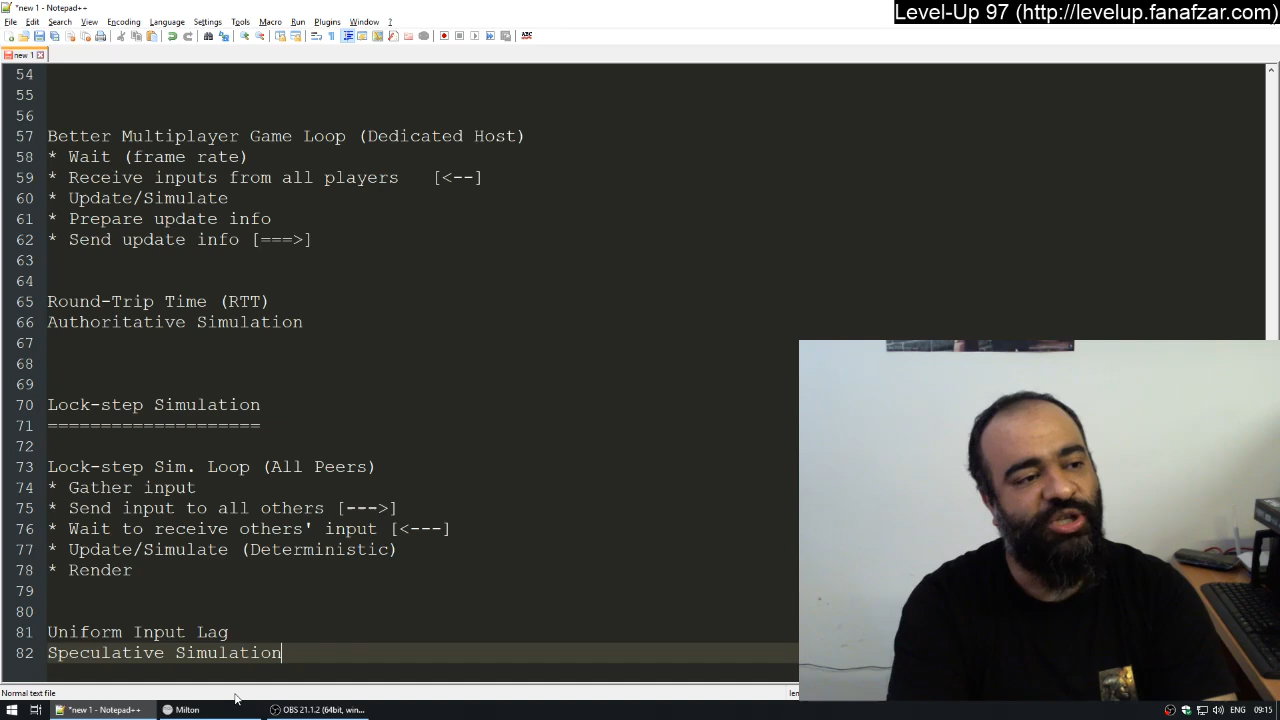 *new 1 - Notepad++
Level-Up 97 (http://levelup.fanafzar.com)
File Edit Search View Encoding Language Settings Tools Macro Run Plugins Window ?
new 1
54
55
56
57 Better Multiplayer Game Loop (Dedicated Host)
58 * Wait (frame rate)
59 * Receive inputs from all players [<--]
60 * Update/Simulate
61 * Prepare update info
62 * Send update info [===>]
63
64
65 Round-Trip Time (RTT)
66 Authoritative Simulation
67
68
69
70 Lock-step Simulation
71 ====================
72
73 Lock-step Sim. Loop (All Peers)
74 * Gather input
75 * Send input to all others [--->]
76 * Wait to receive others' input [<---]
77 * Update/Simulate (Deterministic)
78 * Render
79
80
81 Uniform Input Lag
82 Speculative Simulation
Normal text file len
*new 1 - Notepad++ Milton OBS 21.1.2 (64bit, win... ENG 09:15